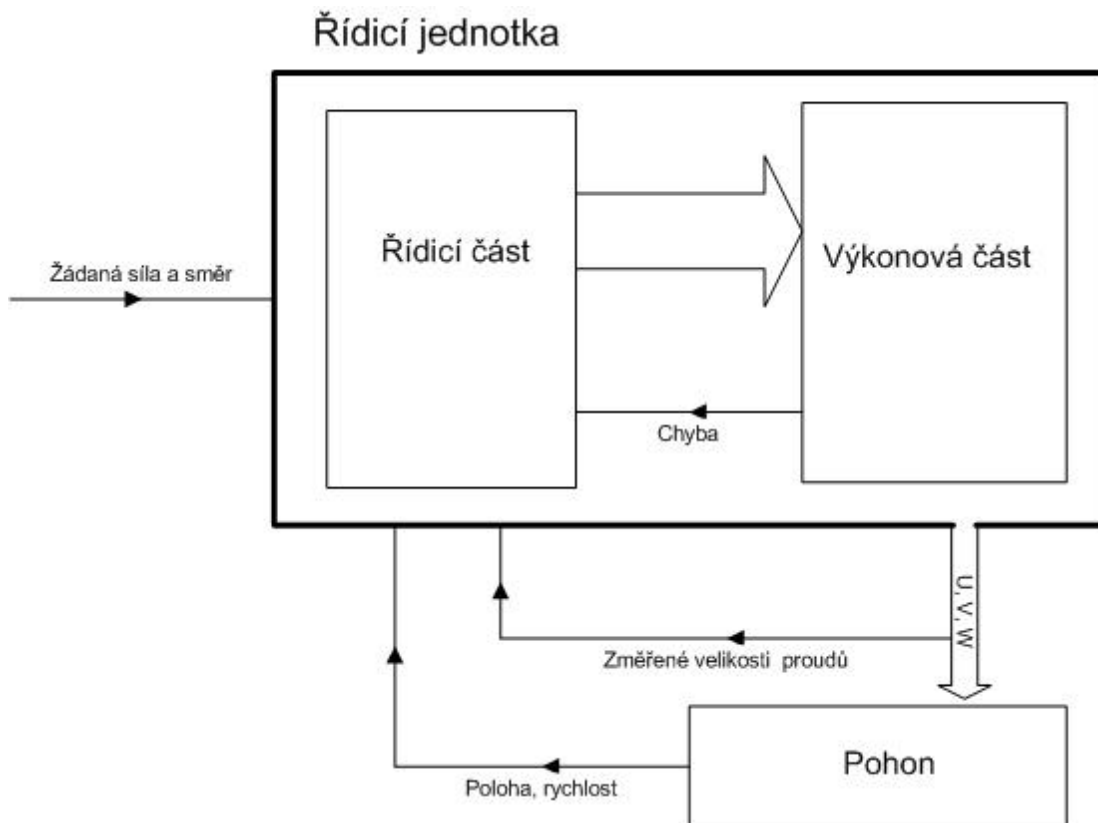 Řídicí jednotka
Řídicí část
Výkonová část
Žádaná síla a směr
Chyba
U, V, W
Změřené velikosti proudů
Pohon
Poloha, rychlost